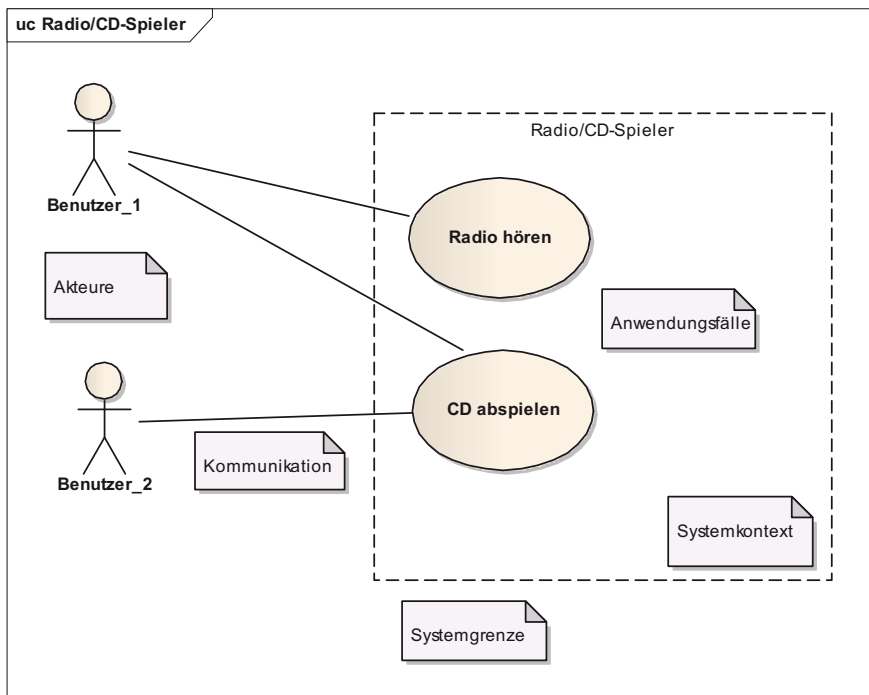 uc Radio/CD-Spieler
Radio/CD-Spieler
Benutzer_1
Radio hören
Akteure
Anwendungsfälle
CD abspielen
Kommunikation
Benutzer_2
Systemkontext
Systemgrenze